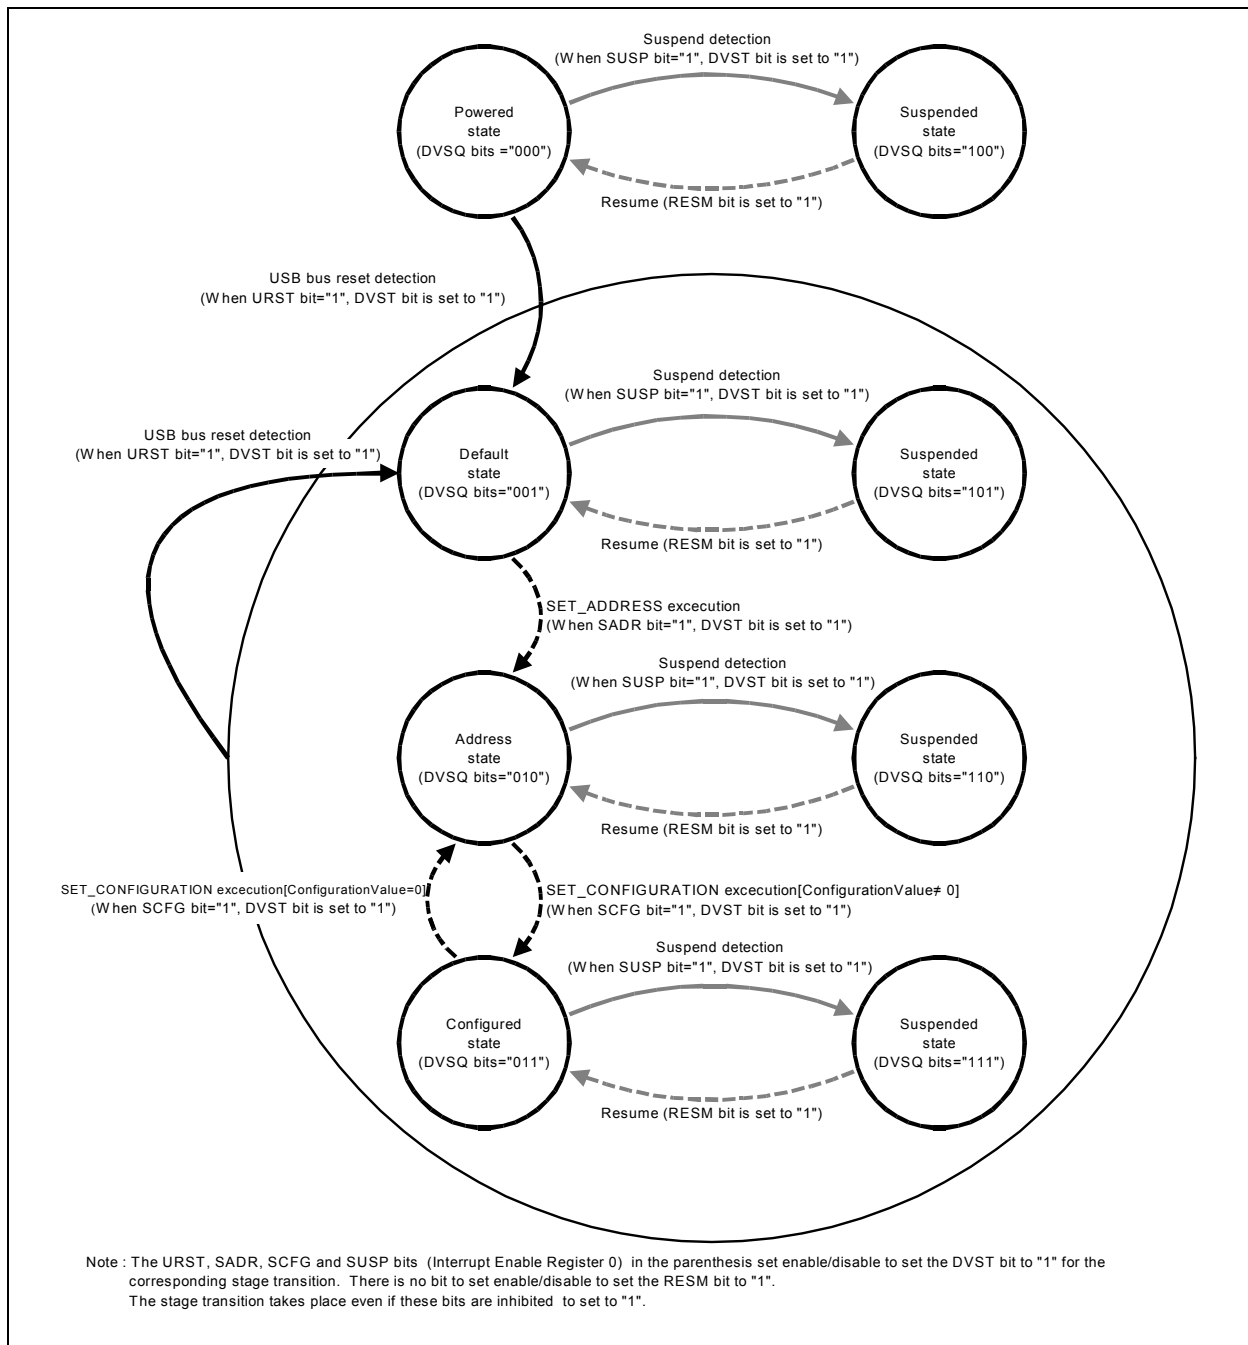 Suspend detection
(When SUSP bit="1", DVST bit is set to "1")
Powered
state
(DVSQ bits ="000")
Suspended
state
(DVSQ bits="100")
Resume (RESM bit is set to "1")
USB bus reset detection
(When URST bit="1", DVST bit is set to "1")
Suspend detection
(When SUSP bit="1", DVST bit is set to "1")
USB bus reset detection
(When URST bit="1", DVST bit is set to "1")
Default
state
(DVSQ bits="001")
Suspended
state
(DVSQ bits="101")
Resume (RESM bit is set to "1")
SET_ADDRESS excecution
(When SADR bit="1", DVST bit is set to "1")
Suspend detection
(When SUSP bit="1", DVST bit is set to "1")
Address
state
(DVSQ bits="010")
Suspended
state
(DVSQ bits="110")
Resume (RESM bit is set to "1")
SET_CONFIGURATION excecution[ConfigurationValue=0]
(When SCFG bit="1", DVST bit is set to "1")
SET_CONFIGURATION excecution[ConfigurationValue≠ 0]
(When SCFG bit="1", DVST bit is set to "1")
Suspend detection
(When SUSP bit="1", DVST bit is set to "1")
Configured
state
(DVSQ bits="011")
Suspended
state
(DVSQ bits="111")
Resume (RESM bit is set to "1")
Note : The URST, SADR, SCFG and SUSP bits (Interrupt Enable Register 0) in the parenthesis set enable/disable to set the DVST bit to "1" for the
corresponding stage transition. There is no bit to set enable/disable to set the RESM bit to "1".
The stage transition takes place even if these bits are inhibited to set to "1".